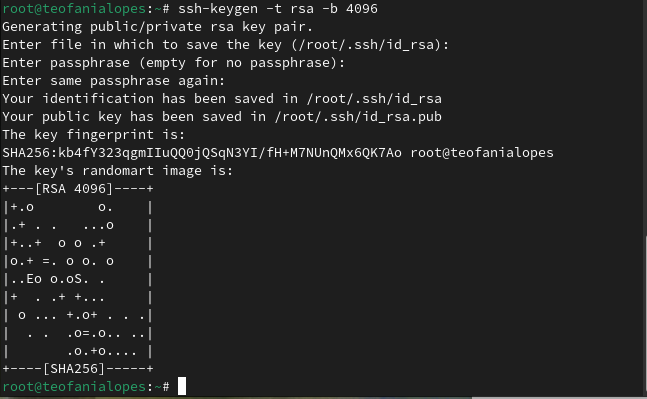 root@teofanialopes:~# ssh-keygen -t rsa -b 4096
Generating public/private rsa key pair.
Enter file in which to save the key (/root/.ssh/id_rsa):
Enter passphrase (empty for no passphrase):
Enter same passphrase again:
Your identification has been saved in /root/.ssh/id_rsa
Your public key has been saved in /root/.ssh/id_rsa.pub
The key fingerprint is:
SHA256:kb4fY323qgmIIuQQ0jQSqN3YI/fH+M7NUnQMx6QK7Ao root@teofanialopes
The key's randomart image is:
+---[RSA 4096]----+
|+.o        o.    |
|.+ . .   ...o    |
|+..+  o o .+     |
|o.+ =. o o. o    |
|..Eo o.oS. .     |
|+  . .+ +...     |
| o ... +.o+ . . .|
|  . .  .o=.o.. ..|
|       .o.+o.... |
+----[SHA256]-----+
root@teofanialopes:~#